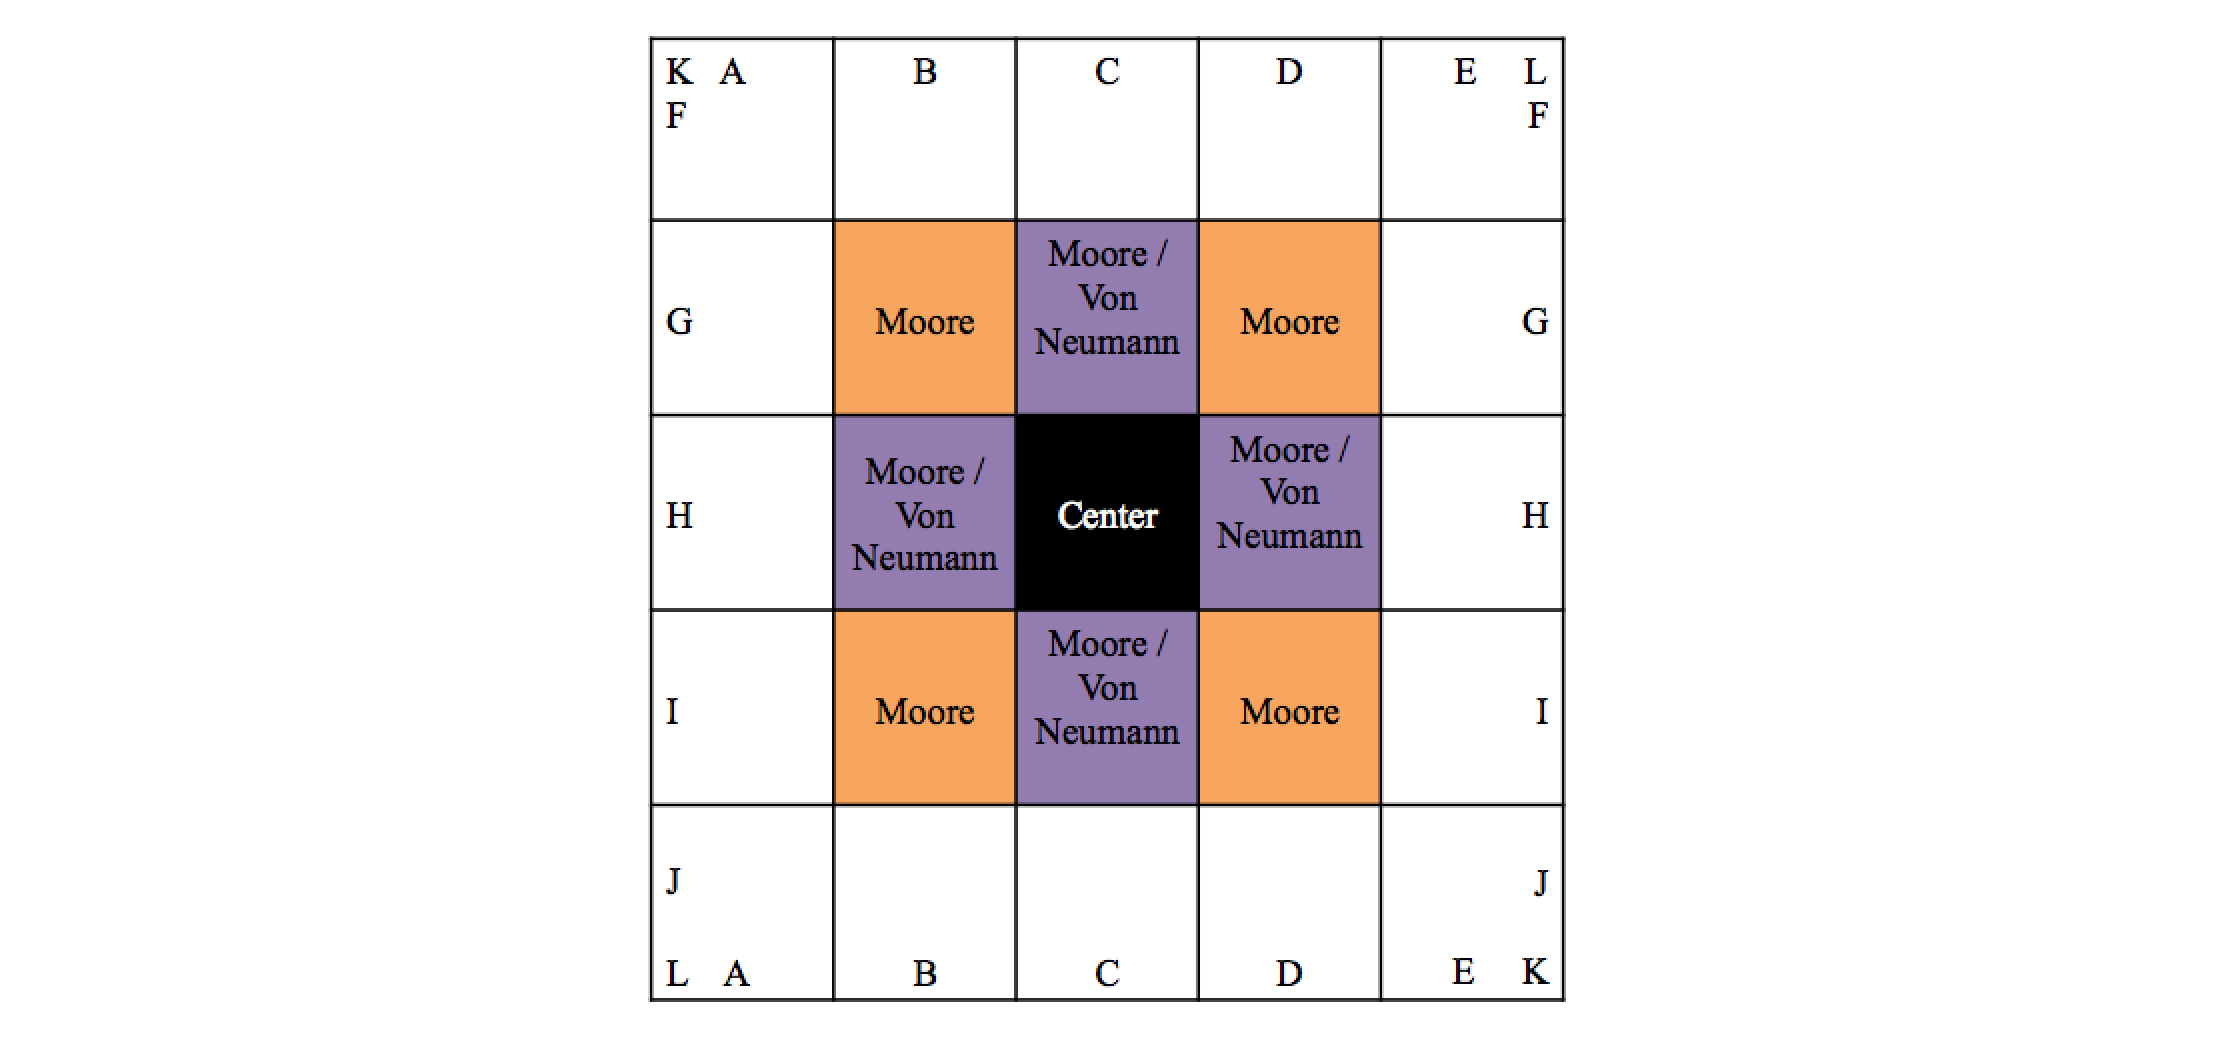 K A B C D E L
F F
G Moore Moore / Von Neumann Moore G
H Moore / Von Neumann Center Moore / Von Neumann H
I Moore Moore / Von Neumann Moore I
J J
L A B C D E K